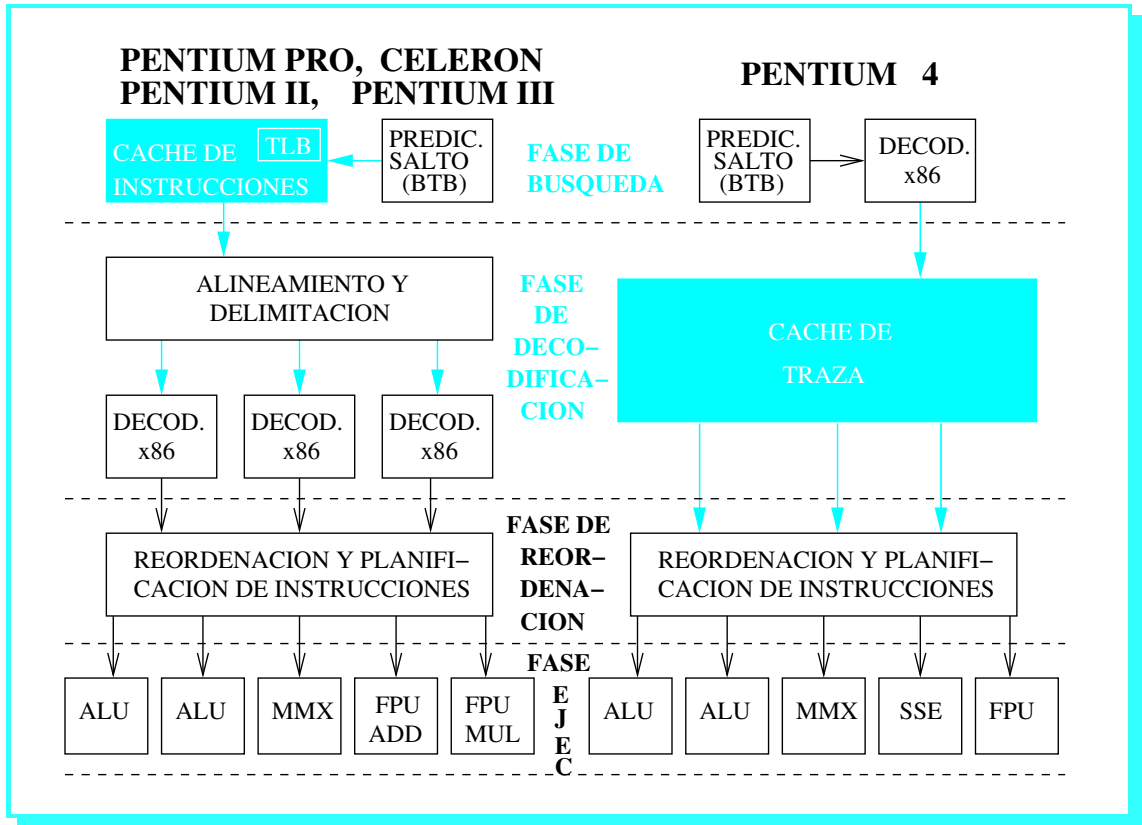 PENTIUM PRO, CELERON
PENTIUM II, PENTIUM III
PENTIUM 4
CACHE DE
INSTRUCCIONES
TLB
PREDIC.
SALTO
(BTB)
FASE DE
BUSQUEDA
PREDIC.
SALTO
(BTB)
DECOD.
x86
ALINEAMIENTO Y
DELIMITACION
FASE
DE
DECO–
DIFICA–
CION
CACHE DE
TRAZA
DECOD.
x86
DECOD.
x86
DECOD.
x86
REORDENACION Y PLANIFI–
CACION DE INSTRUCCIONES
FASE DE
REOR–
DENA–
CION
REORDENACION Y PLANIFI–
CACION DE INSTRUCCIONES
ALU
ALU
MMX
FPU
ADD
FPU
MUL
FASE
E
J
E
C
ALU
ALU
MMX
SSE
FPU